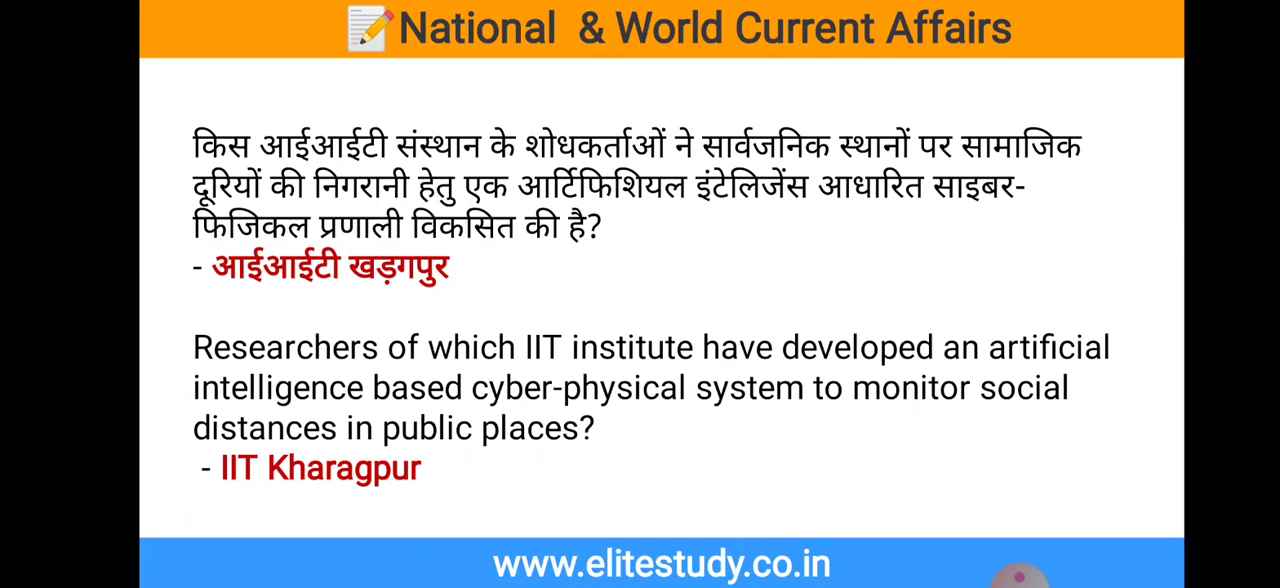 National & World Current Affairs
किस आईआईटी संस्थान के शोधकर्ताओं ने सार्वजनिक स्थानों पर सामाजिक
दूरियों की निगरानी हेतु एक आर्टिफिशियल इंटेलिजेंस आधारित साइबर-
फिजिकल प्रणाली विकसित की है?
- आईआईटी खड़गपुर
Researchers of which IIT institute have developed an artificial
intelligence based cyber-physical system to monitor social
distances in public places?
- IIT Kharagpur
www.elitestudy.co.in